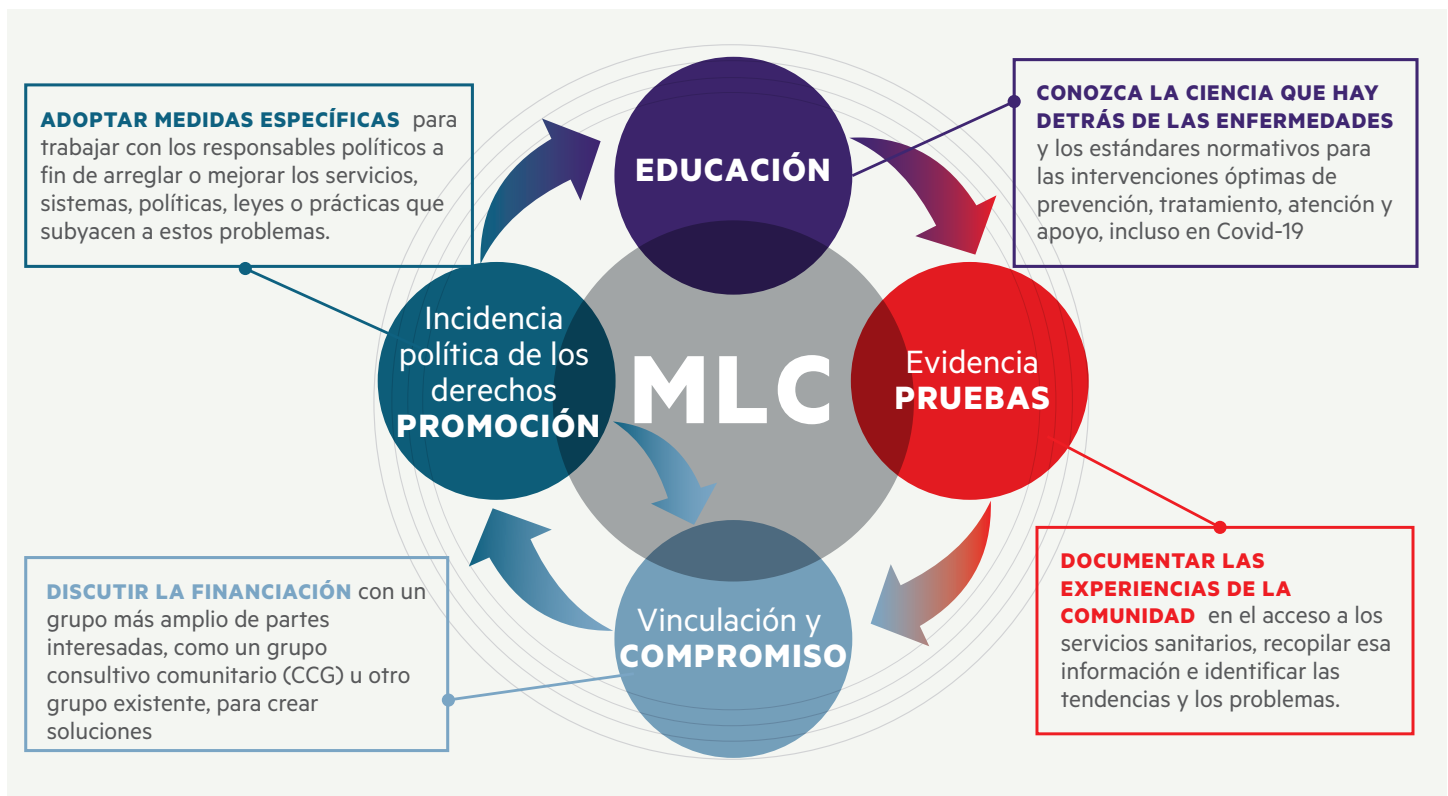 ADOPTAR MEDIDAS ESPECÍFICAS para
trabajar con los responsables políticos a
fin de arreglar o mejorar los servicios,
sistemas, políticas, leyes o prácticas que
subyacen a estos problemas.
EDUCACIÓN
CONOZCA LA CIENCIA QUE HAY
DETRÁS DE LAS ENFERMEDADES
y los estándares normativos para
las intervenciones óptimas de
prevención, tratamiento, atención y
apoyo, incluso en Covid-19
Incidencia
política de los
derechos
PROMOCIÓN
MLC
Evidencia
PRUEBAS
DISCUTIR LA FINANCIACIÓN con un
grupo más amplio de partes
interesadas, como un grupo
consultivo comunitario (CCG) u otro
grupo existente, para crear
soluciones
Vinculación y
COMPROMISO
DOCUMENTAR LAS
EXPERIENCIAS DE LA
COMUNIDAD en el acceso a los
servicios sanitarios, recopilar esa
información e identificar las
tendencias y los problemas.